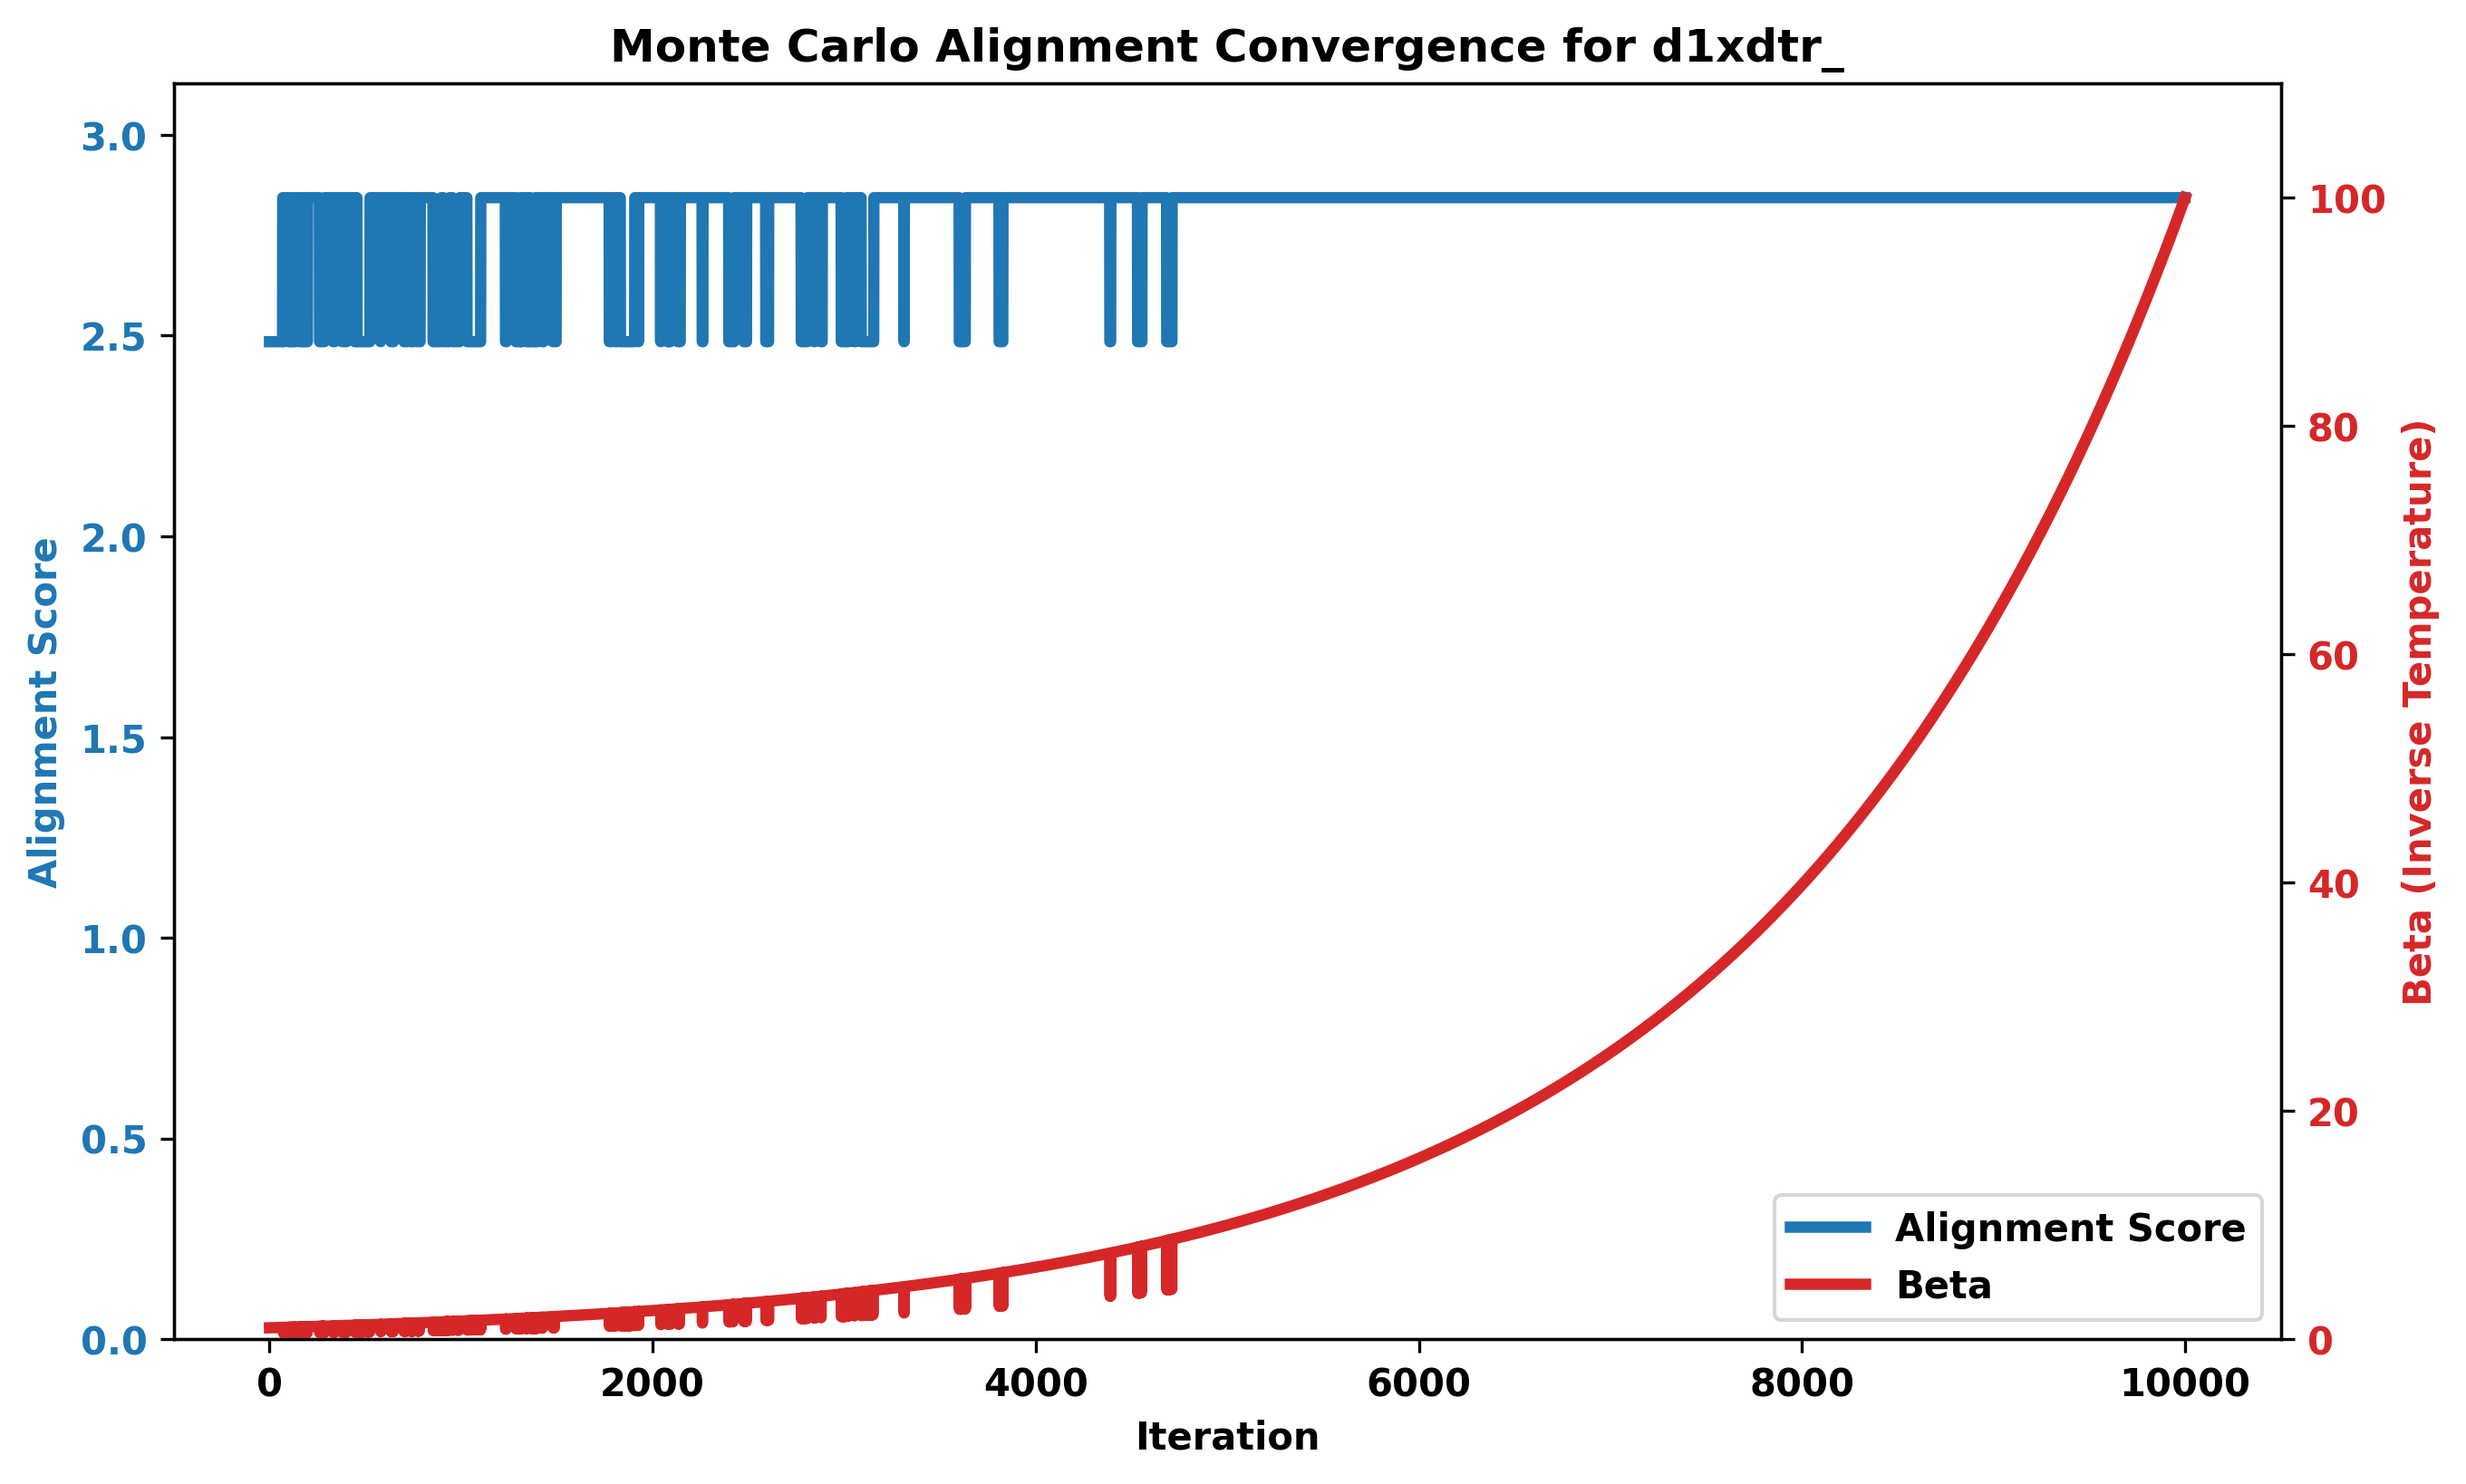 Monte Carlo Alignment Convergence for d1xdtr_
3.0
2.5
2.0
1.5
1.0
0.5
0.0
Alignment Score
100
80
60
40
20
0
Beta (Inverse Temperature)
Alignment Score
Beta
0 2000 4000 6000 8000 10000
Iteration